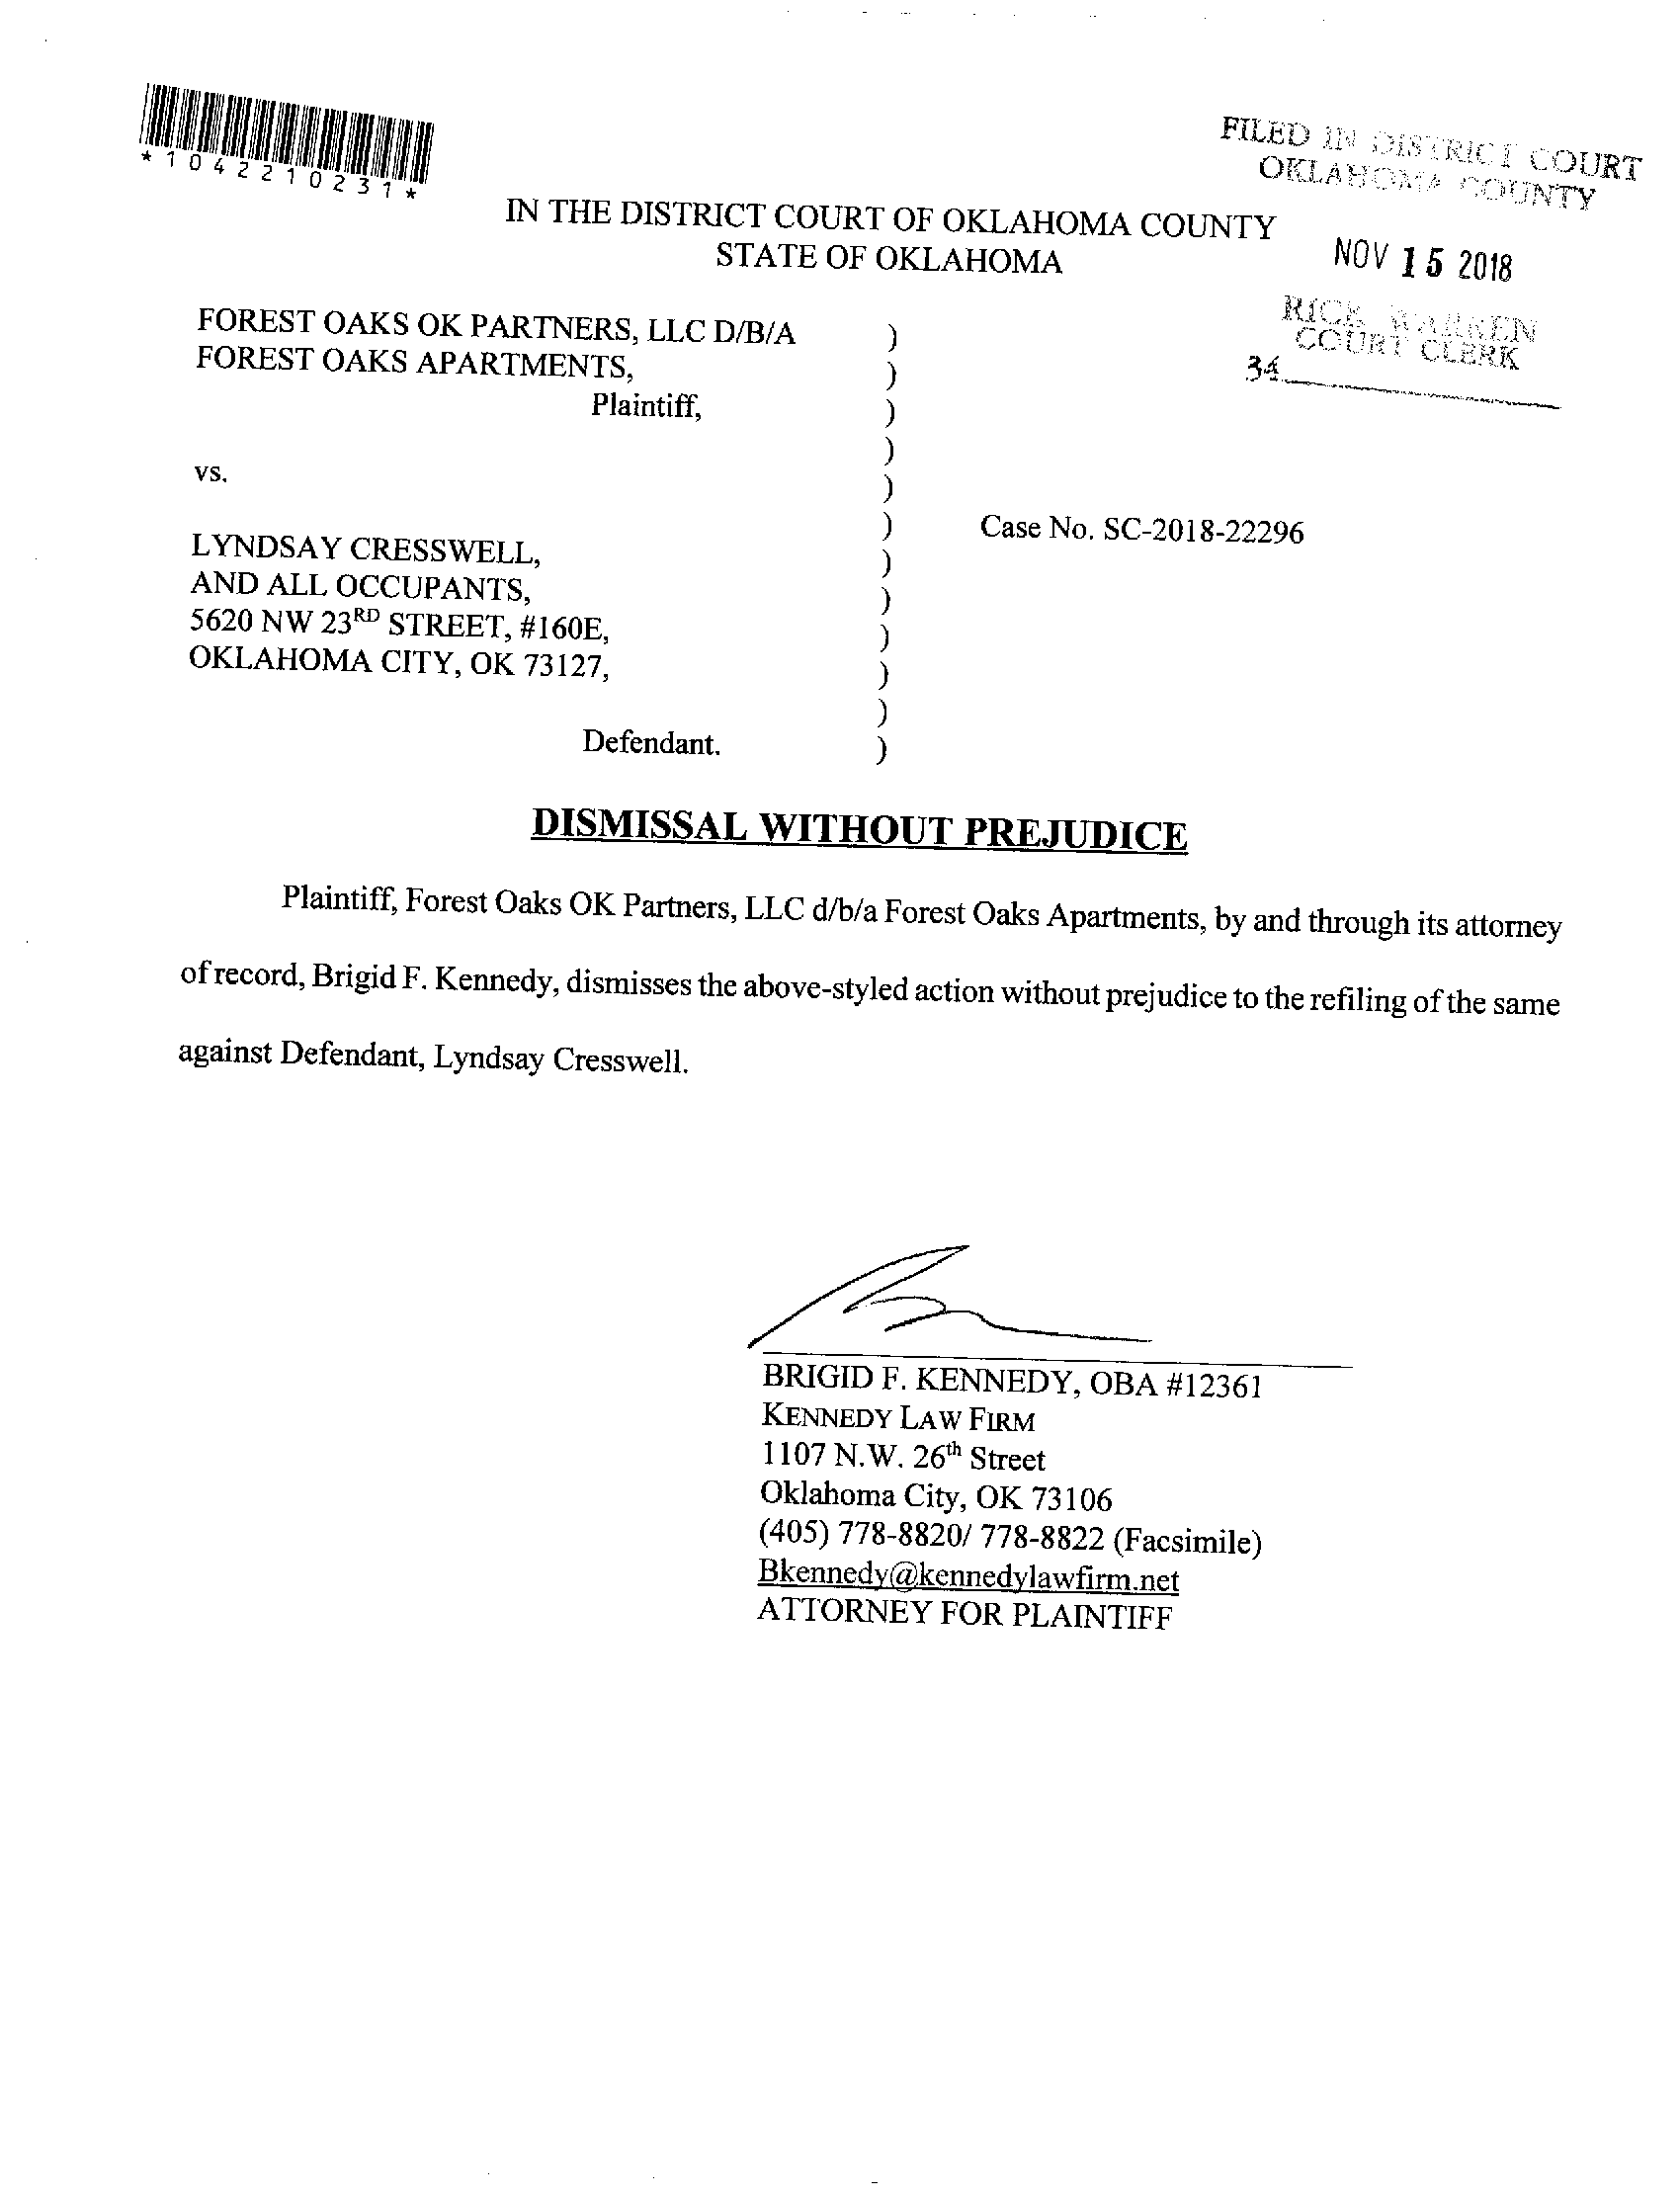 *1042210231*
FILED IN DISTRICT COURT
OKLAHOMA COUNTY
IN THE DISTRICT COURT OF OKLAHOMA COUNTY
STATE OF OKLAHOMA
NOV 15 2018
RICK WARREN
COURT CLERK
34
FOREST OAKS OK PARTNERS, LLC D/B/A )
FOREST OAKS APARTMENTS, )
Plaintiff, )
)
vs. )
) Case No. SC-2018-22296
LYNDSAY CRESSWELL, )
AND ALL OCCUPANTS, )
5620 NW 23RD STREET, #160E, )
OKLAHOMA CITY, OK 73127, )
)
Defendant. )
DISMISSAL WITHOUT PREJUDICE
Plaintiff, Forest Oaks OK Partners, LLC d/b/a Forest Oaks Apartments, by and through its attorney
of record, Brigid F. Kennedy, dismisses the above-styled action without prejudice to the refiling of the same
against Defendant, Lyndsay Cresswell.
BRIGID F. KENNEDY, OBA #12361
KENNEDY LAW FIRM
1107 N.W. 26th Street
Oklahoma City, OK 73106
(405) 778-8820/ 778-8822 (Facsimile)
Bkennedy@kennedylawfirm.net
ATTORNEY FOR PLAINTIFF